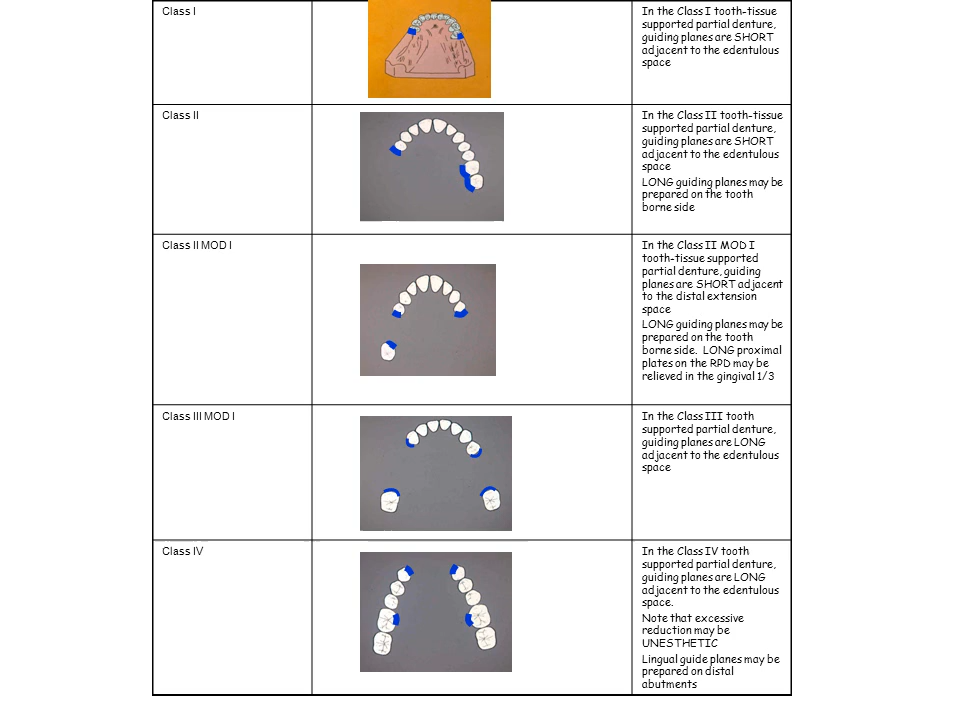 Class I
In the Class I tooth-tissue
supported partial denture,
guiding planes are SHORT
adjacent to the edentulous
space
Class II
In the Class II tooth-tissue
supported partial denture,
guiding planes are SHORT
adjacent to the edentulous
space
LONG guiding planes may be
prepared on the tooth
borne side
Class II MOD I
In the Class II MOD I
tooth-tissue supported
partial denture, guiding
planes are SHORT adjacent
to the distal extension
space
LONG guiding planes may be
prepared on the tooth
borne side. LONG proximal
plates on the RPD may be
relieved in the gingival 1/3
Class III MOD I
In the Class III tooth
supported partial denture,
guiding planes are LONG
adjacent to the edentulous
space
Class IV
In the Class IV tooth
supported partial denture,
guiding planes are LONG
adjacent to the edentulous
space.
Note that excessive
reduction may be
UNESTHETIC
Lingual guide planes may be
prepared on distal
abutments